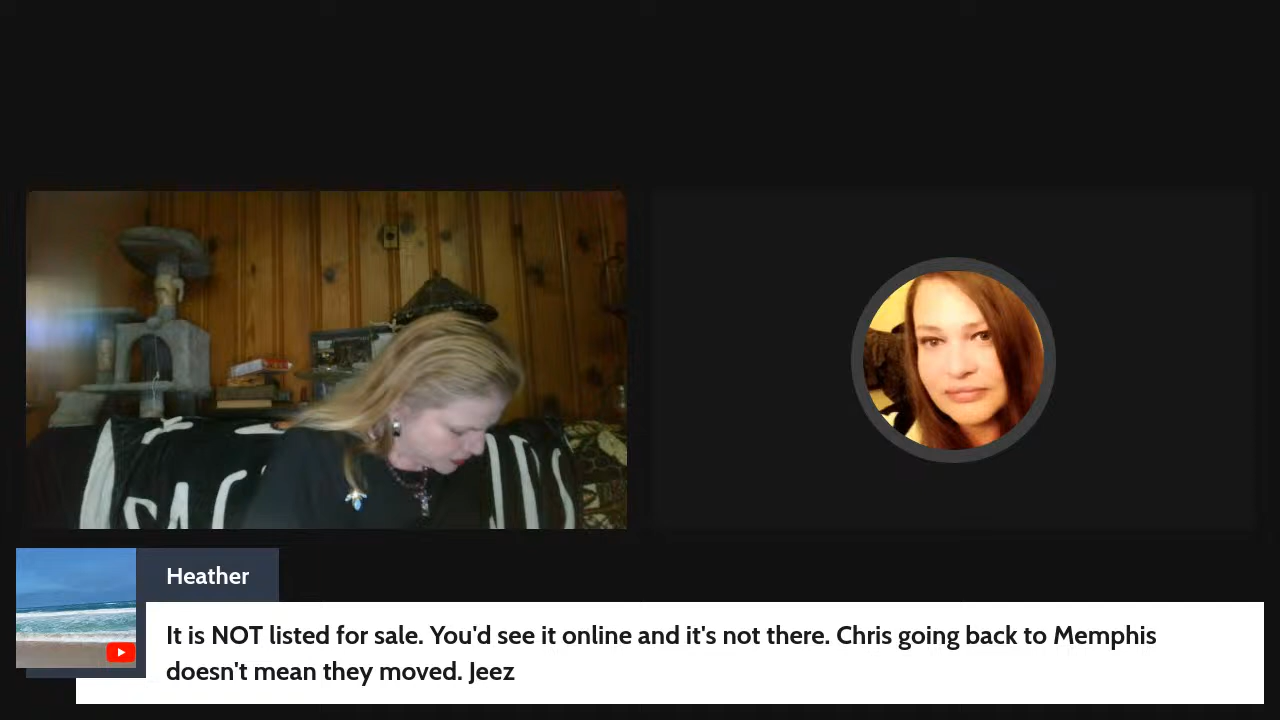 Heather
It is NOT listed for sale. You'd see it online and it's not there. Chris going back to Memphis
doesn't mean they moved. Jeez